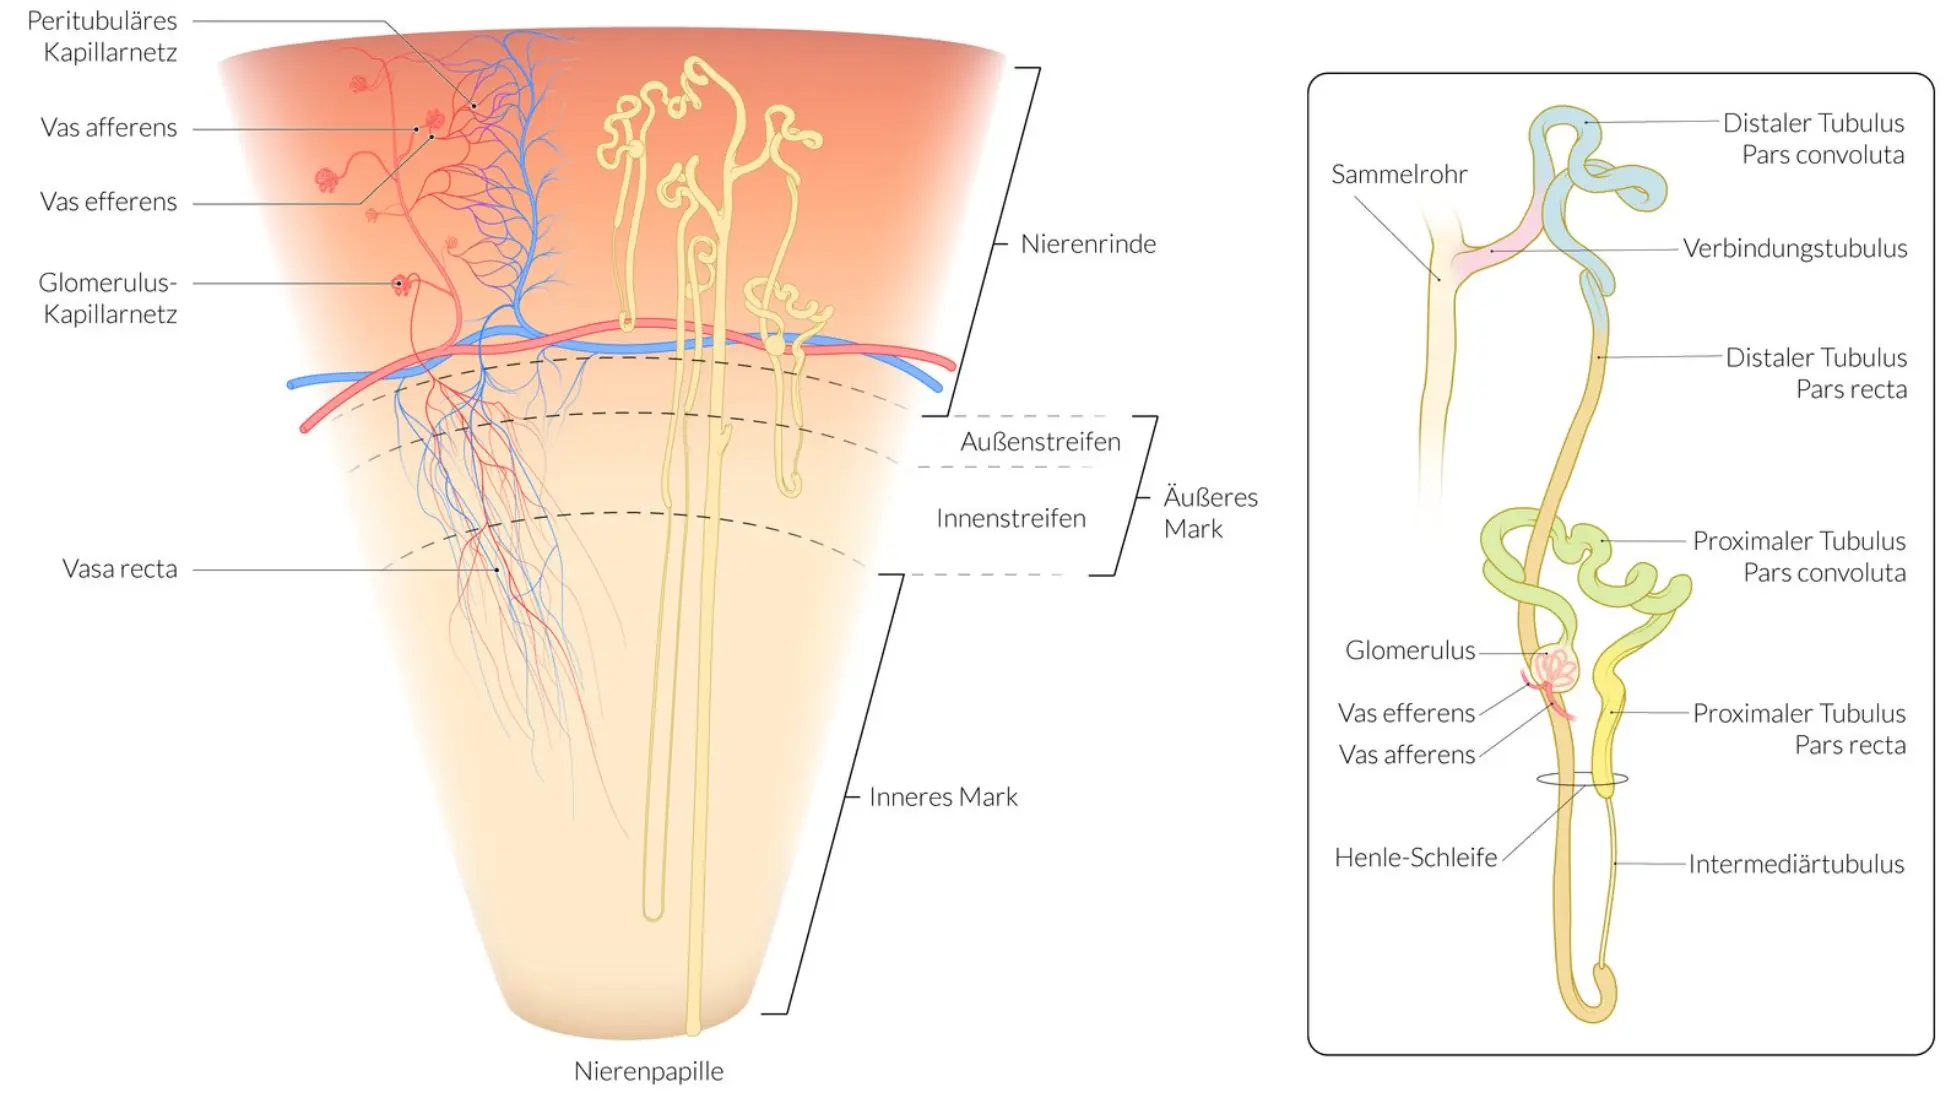 Peritubuläres
Kapillarnetz
Vas afferens
Vas efferens
Glomerulus-
Kapillarnetz
Vasa recta
Nierenrinde
Außenstreifen
Innenstreifen
Äußeres
Mark
Inneres Mark
Nierenpapille
Sammelrohr
Distaler Tubulus
Pars convoluta
Verbindungstubulus
Distaler Tubulus
Pars recta
Proximaler Tubulus
Pars convoluta
Glomerulus
Vas efferens
Vas afferens
Proximaler Tubulus
Pars recta
Henle-Schleife
Intermediärtubulus